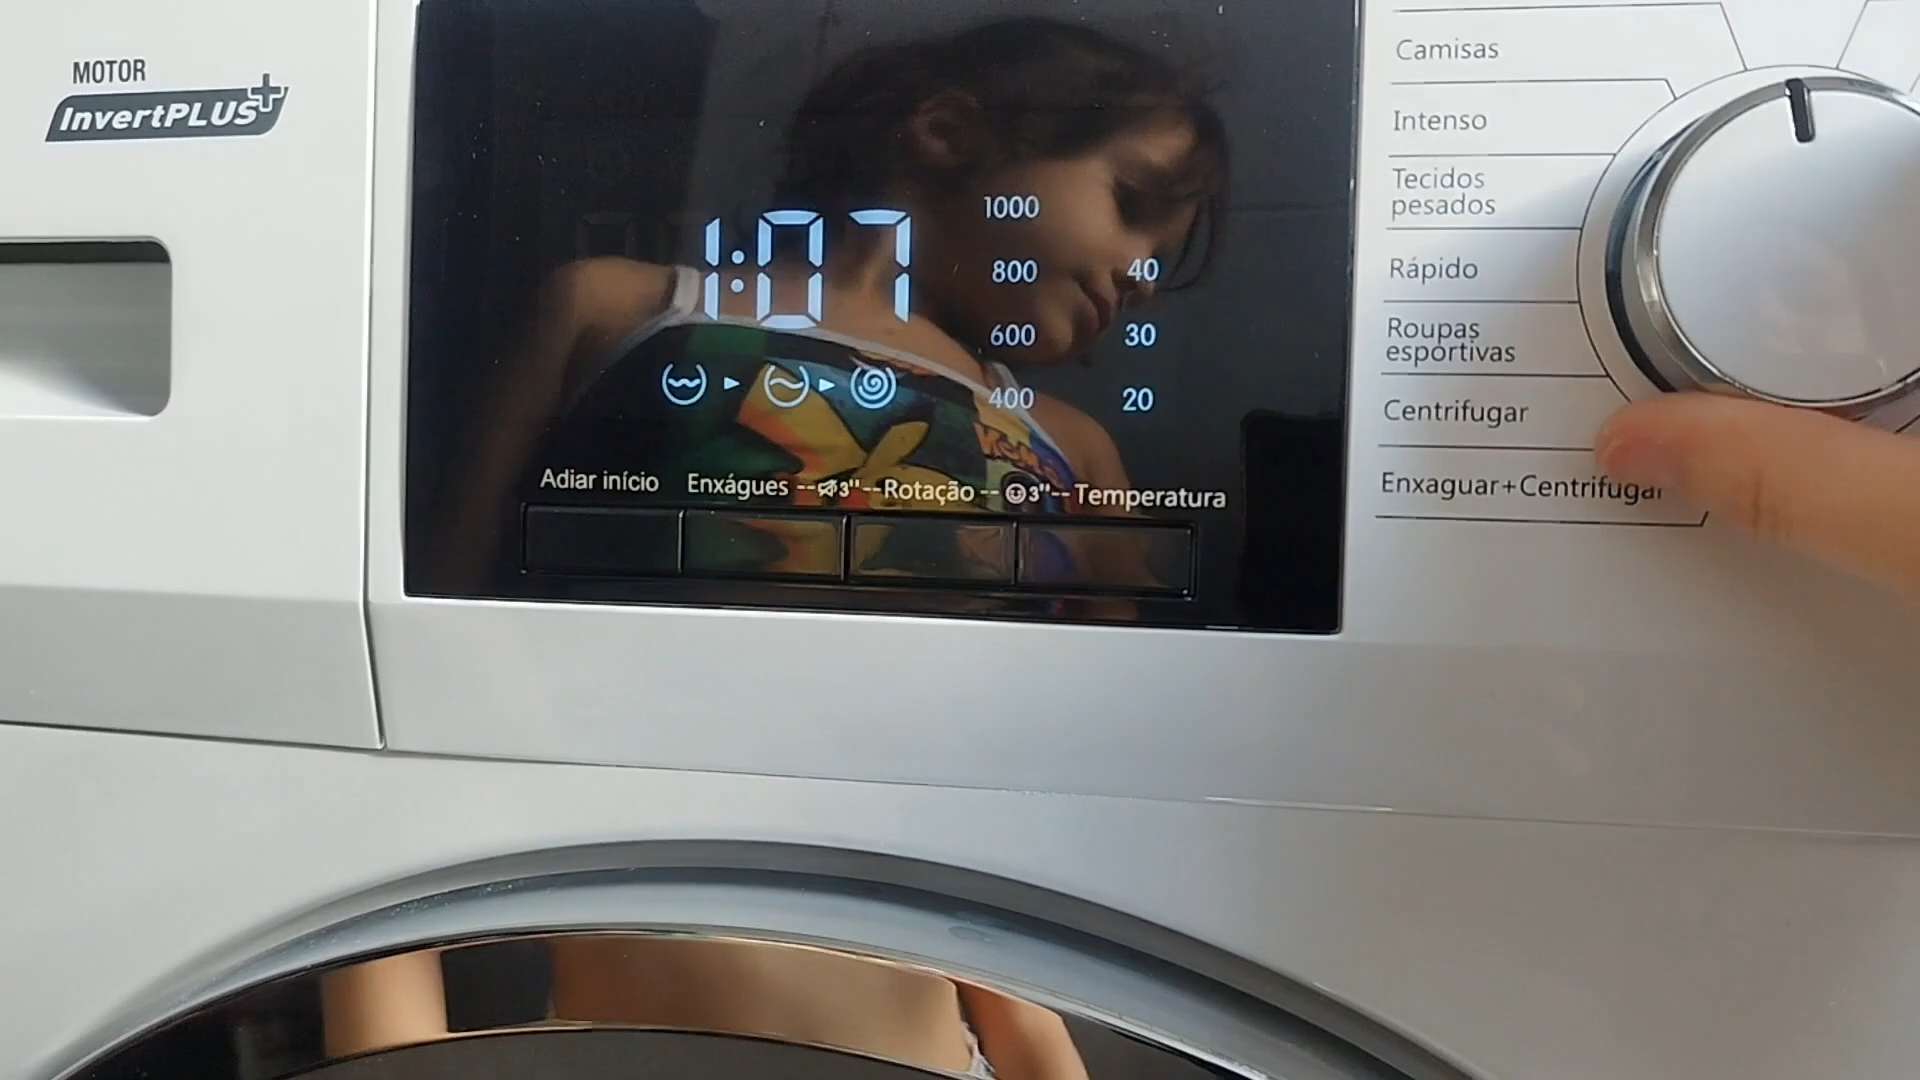 MOTOR
InvertPLUS+
1:07
1000
800
600
400
40
30
20
Adiar início
Enxágues --3''--Rotação --3''-- Temperatura
Camisas
Intenso
Tecidos
pesados
Rápido
Roupas
esportivas
Centrifugar
Enxaguar+Centrifugar